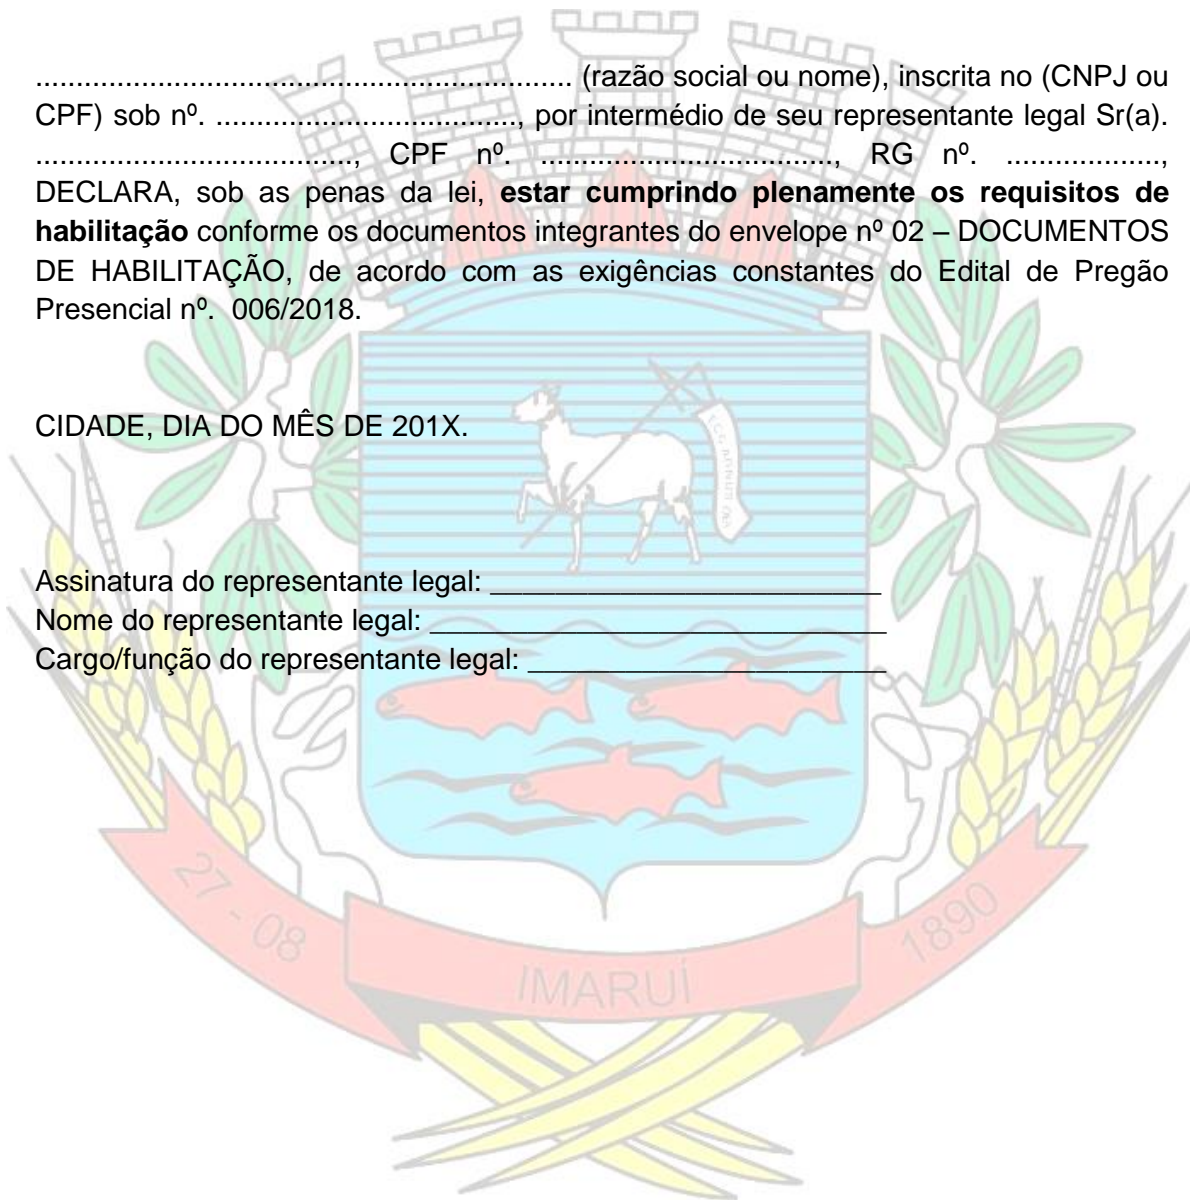 ................................................................. (razão social ou nome), inscrita no (CNPJ ou
CPF) sob nº. ....................................., por intermédio de seu representante legal Sr(a).
......................................., CPF nº. ...................................., RG nº. ...................,
DECLARA, sob as penas da lei, estar cumprindo plenamente os requisitos de
habilitação conforme os documentos integrantes do envelope nº 02 – DOCUMENTOS
DE HABILITAÇÃO, de acordo com as exigências constantes do Edital de Pregão
Presencial nº. 006/2018.
CIDADE, DIA DO MÊS DE 201X.
Assinatura do representante legal: ________________________
Nome do representante legal: ____________________________
Cargo/função do representante legal: ______________________
27 - 08
IMARUÍ
1890